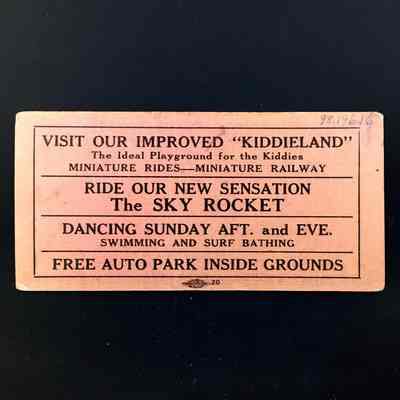 VISIT OUR IMPROVED "KIDDIELAND"
The Ideal Playground for the Kiddies
MINIATURE RIDES—MINIATURE RAILWAY
RIDE OUR NEW SENSATION
The SKY ROCKET
DANCING SUNDAY AFT. and EVE.
SWIMMING AND SURF BATHING
FREE AUTO PARK INSIDE GROUNDS
20